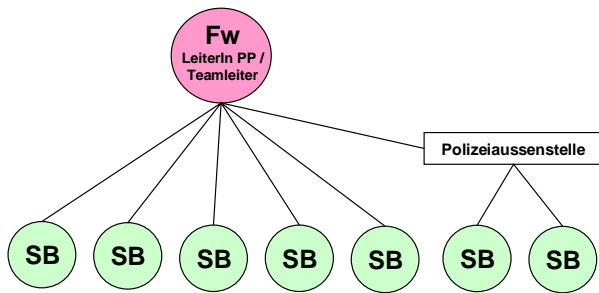 Fw
LeiterIn PP /
Teamleiter
Polizeiaussenstelle
SB SB SB SB SB SB SB